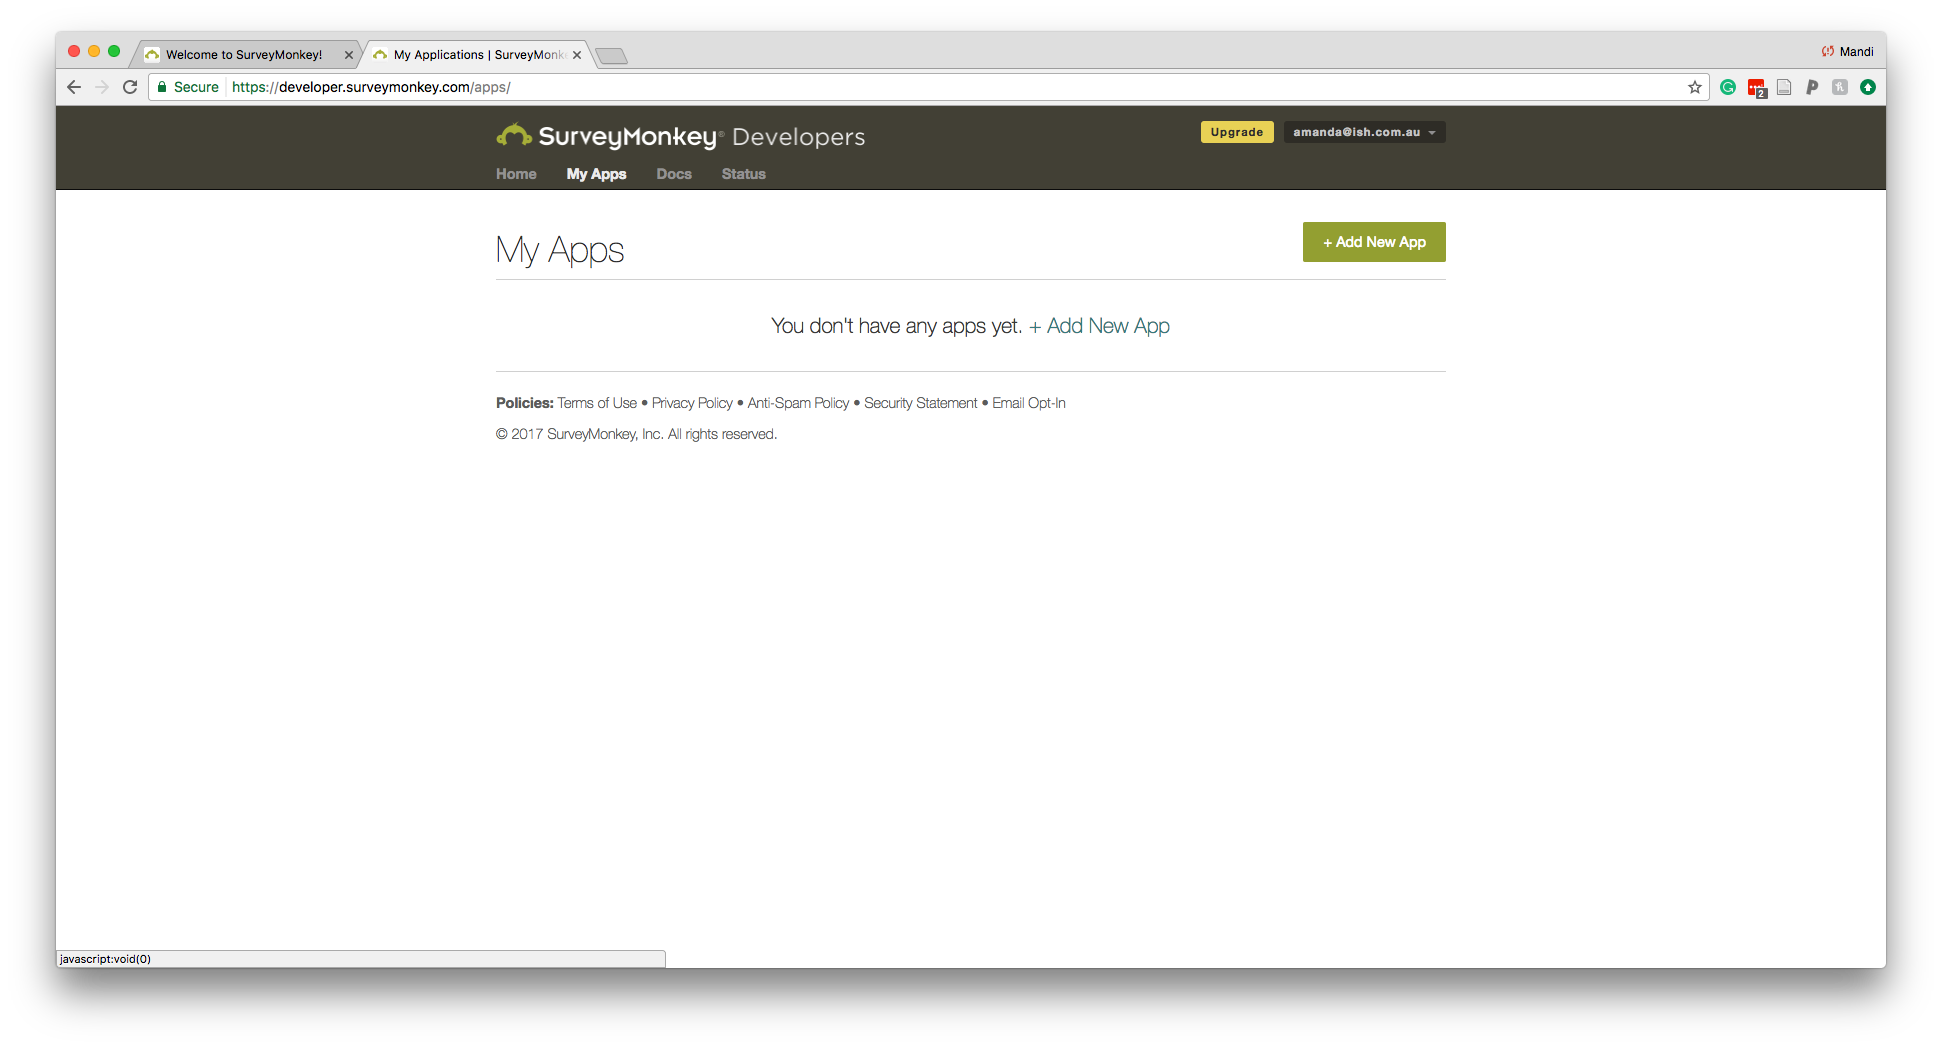 Welcome to SurveyMonkey!
My Applications | SurveyMonk
Mandi
Secure
https://developer.surveymonkey.com/apps/
2
SurveyMonkey® Developers
Upgrade
amanda@ish.com.au
Home
My Apps
Docs
Status
My Apps
+ Add New App
You don't have any apps yet. + Add New App
Policies: Terms of Use • Privacy Policy • Anti-Spam Policy • Security Statement • Email Opt-In
© 2017 SurveyMonkey, Inc. All rights reserved.
javascript:void(0)